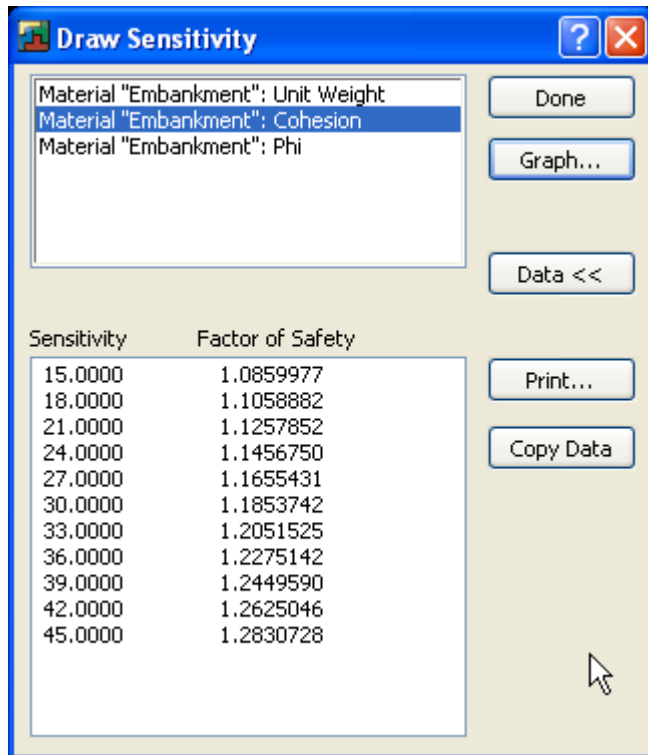 Draw Sensitivity
?
Material "Embankment": Unit Weight
Material "Embankment": Cohesion
Material "Embankment": Phi
Done
Graph...
Data <<
Sensitivity Factor of Safety
15.0000 1.0859977
18.0000 1.1058882
21.0000 1.1257852
24.0000 1.1456750
27.0000 1.1655431
30.0000 1.1853742
33.0000 1.2051525
36.0000 1.2275142
39.0000 1.2449590
42.0000 1.2625046
45.0000 1.2830728
Print...
Copy Data